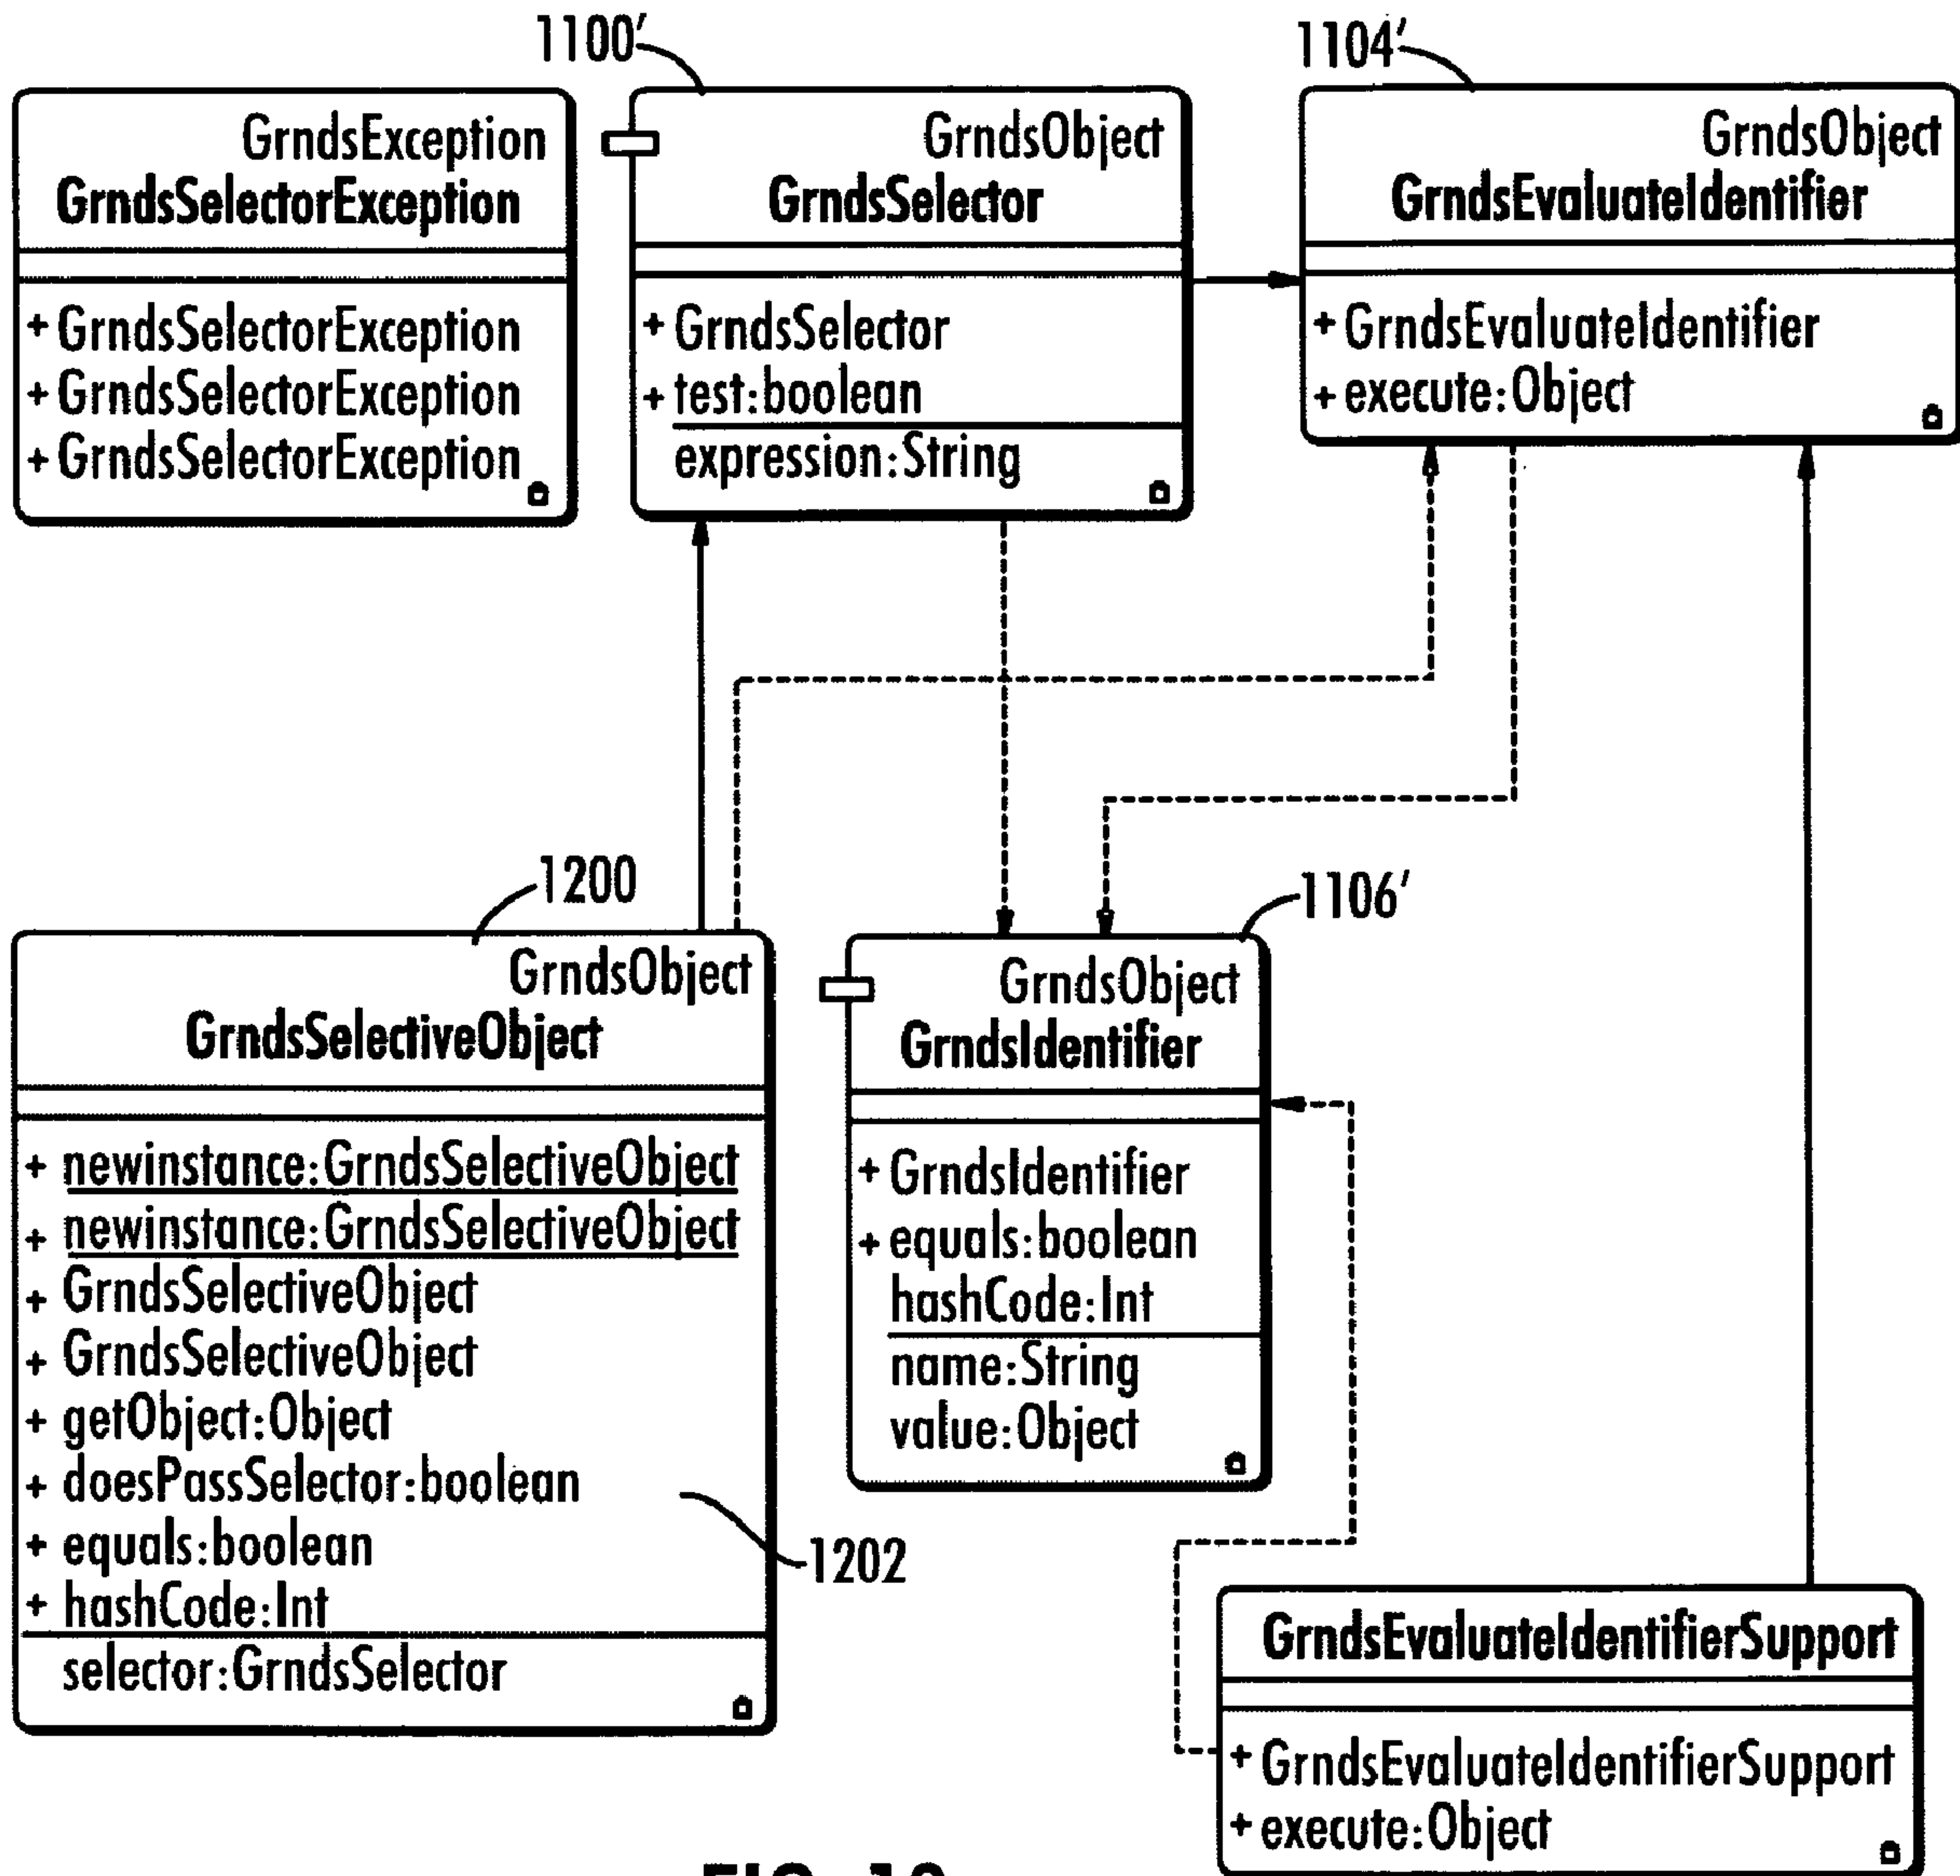 1100′
1104′
GrndsException
GrndsSelectorException
+ GrndsSelectorException
+ GrndsSelectorException
+ GrndsSelectorException
GrndsObject
GrndsSelector
+ GrndsSelector
+ test:boolean
expression:String
GrndsObject
GrndsEvaluateIdentifier
+ GrndsEvaluateIdentifier
+ execute:Object
1200
1106′
GrndsObject
GrndsSelectiveObject
+ newinstance:GrndsSelectiveObject
+ newinstance:GrndsSelectiveObject
+ GrndsSelectiveObject
+ GrndsSelectiveObject
+ getObject:Object
+ doesPassSelector:boolean
+ equals:boolean
+ hashCode:Int
selector:GrndsSelector
1202
GrndsObject
GrndsIdentifier
+ GrndsIdentifier
+ equals:boolean
hashCode:Int
name:String
value:Object
GrndsEvaluateIdentifierSupport
+ GrndsEvaluateIdentifierSupport
+ execute:Object